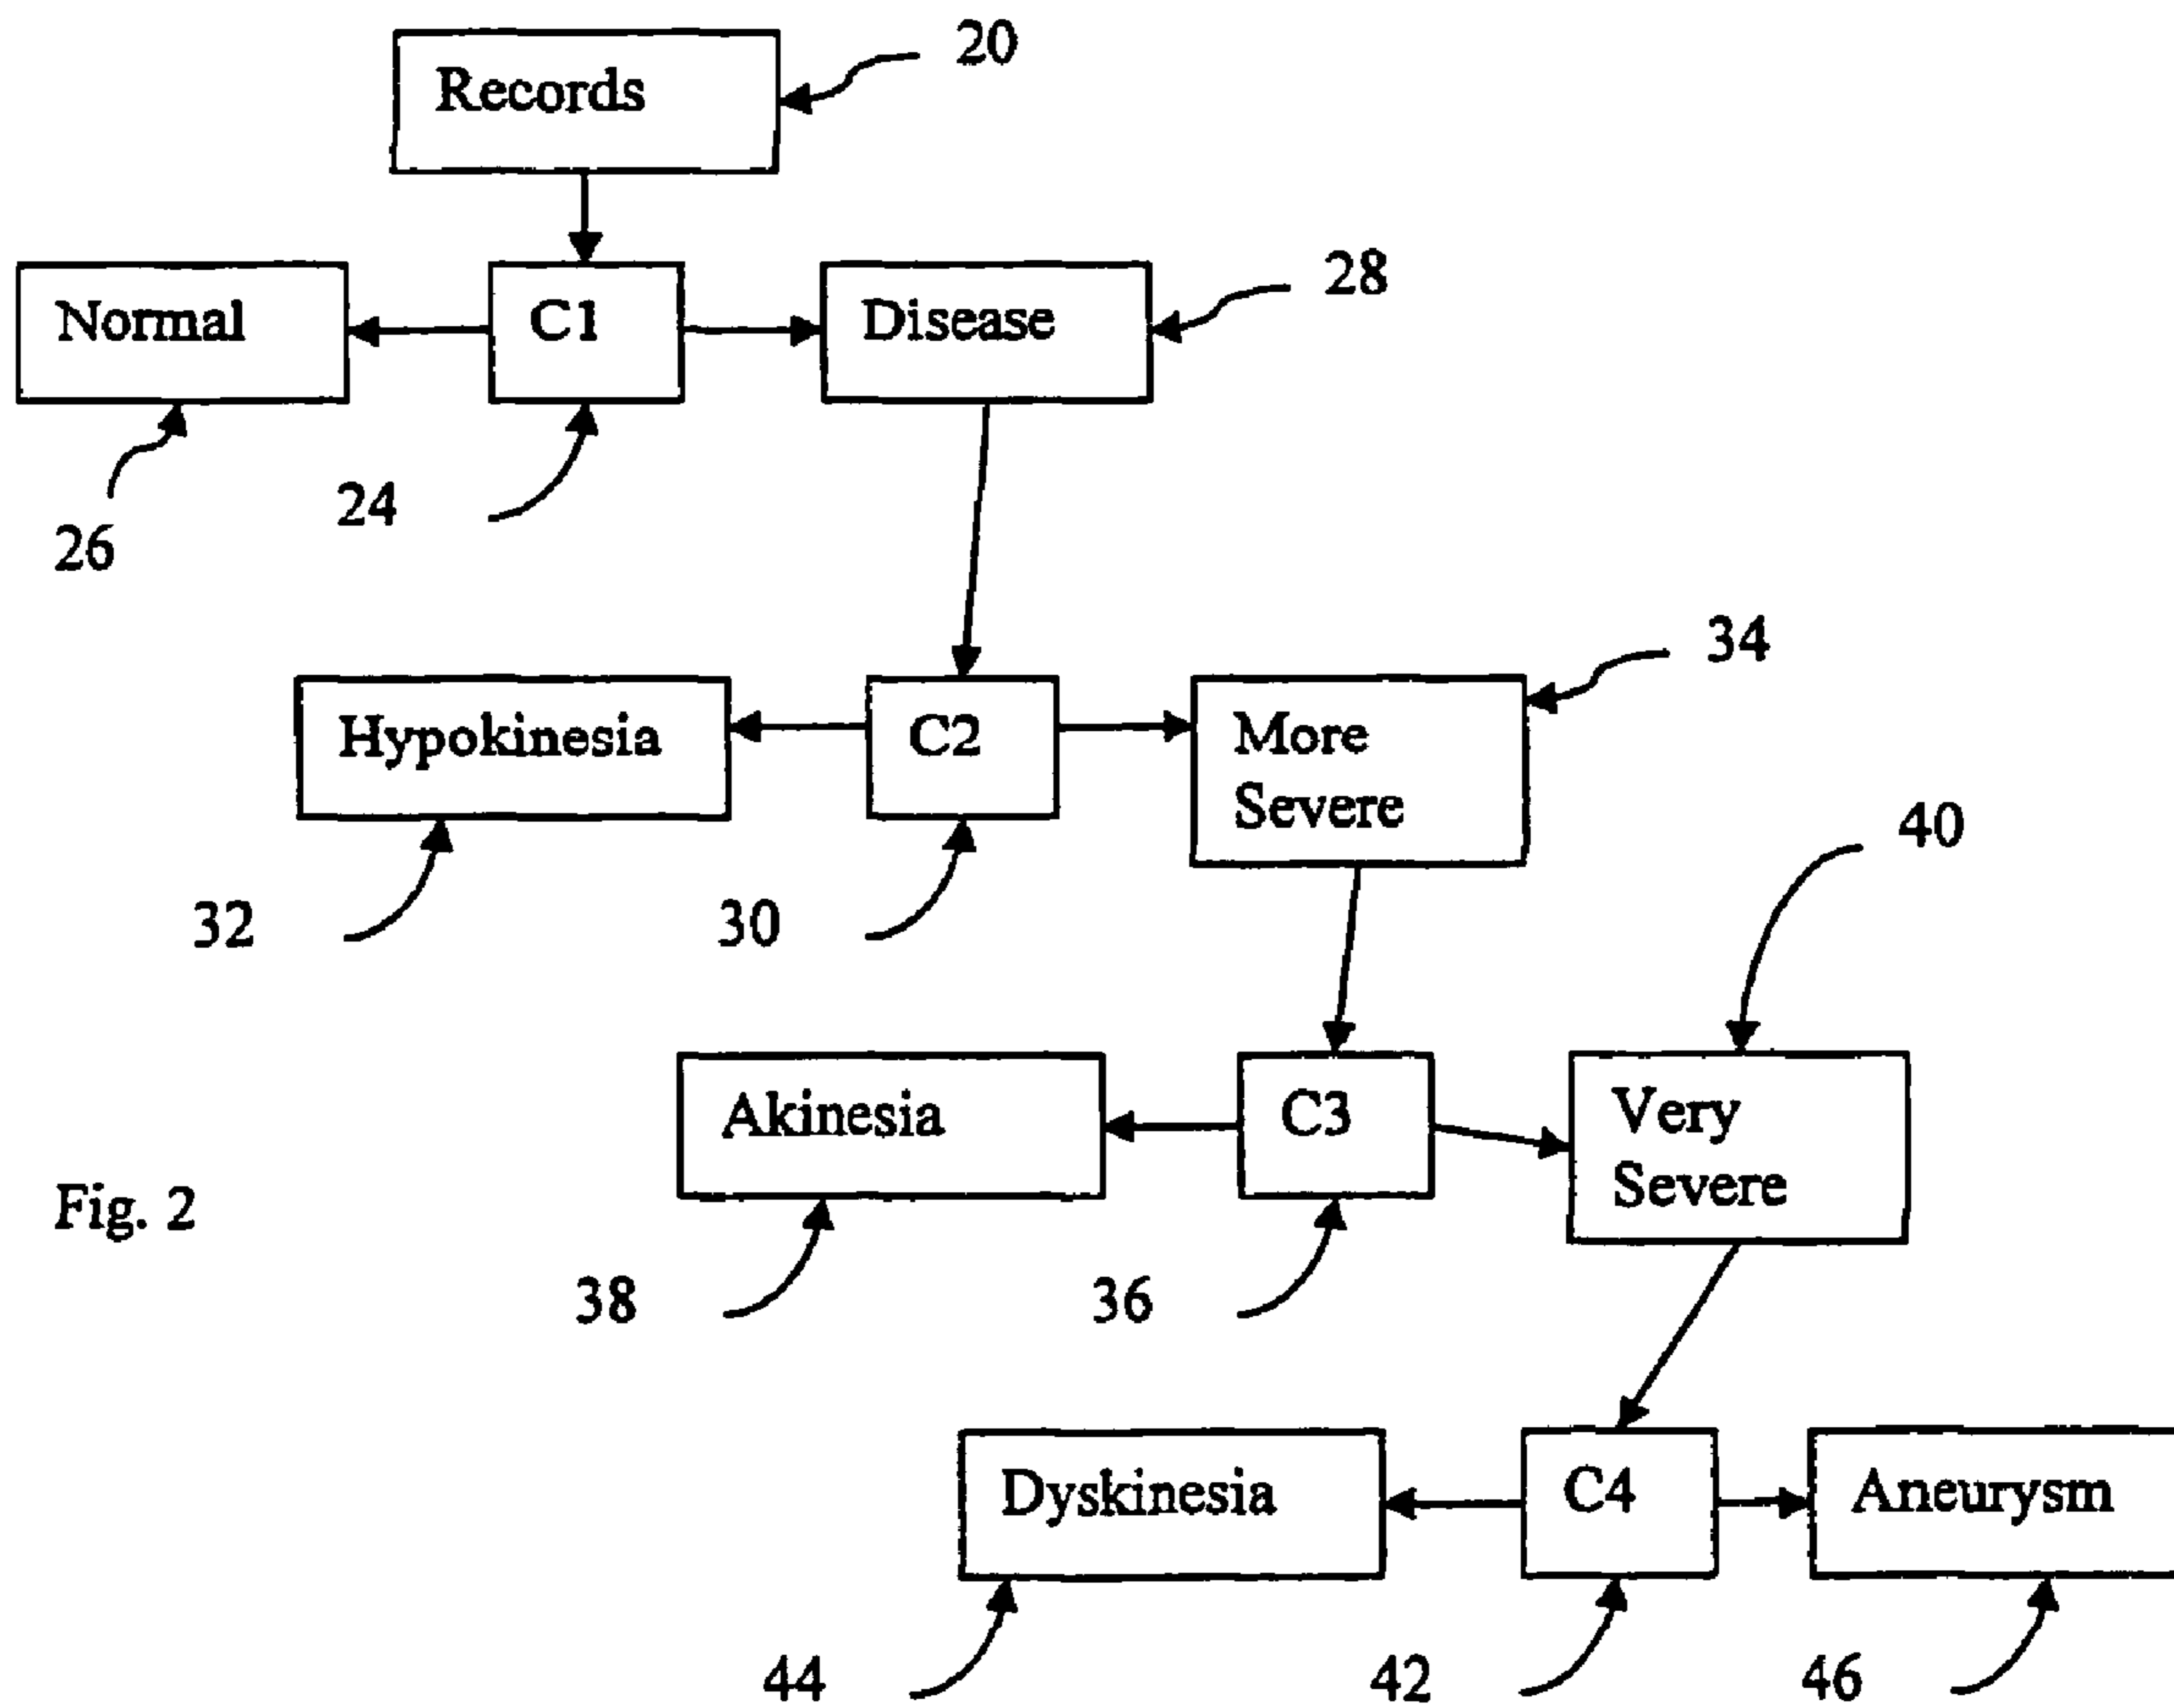 20
Records
28
Normal
C1
Disease
24
26
34
Hypokinesia
C2
More
Severe
40
32
30
Akinesia
C3
Very
Severe
Fig. 2
38
36
Dyskinesia
C4
Aneurysm
44
42
46